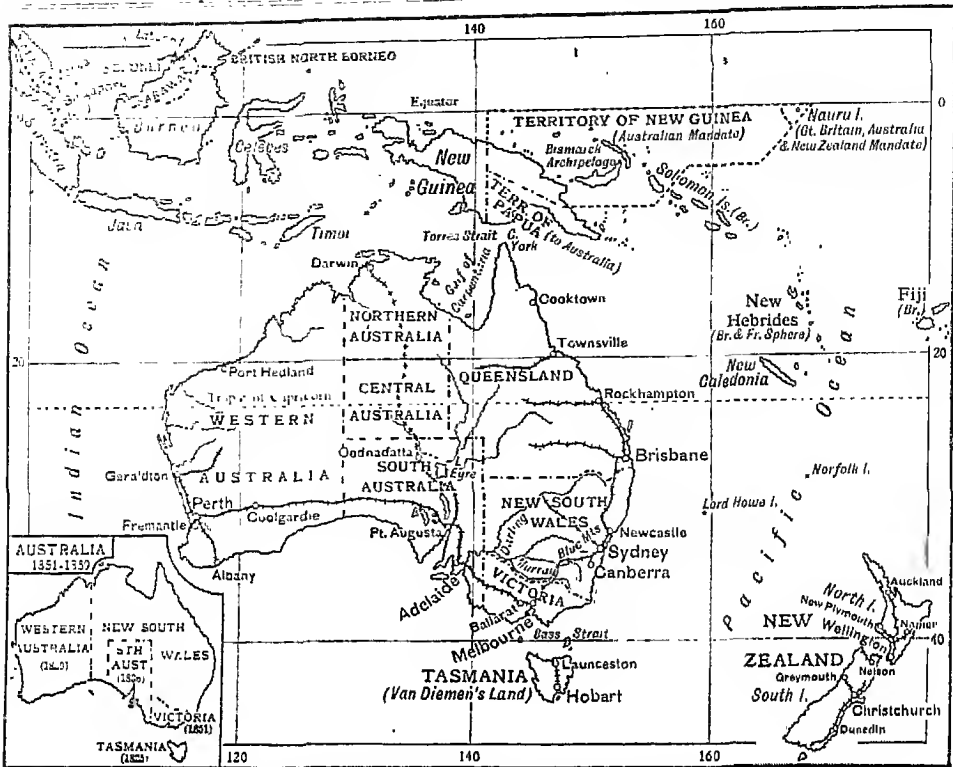 140
160
BRITISH NORTH BORNEO
SARAWAK
Borneo
Celebes
Equator
0
TERRITORY OF NEW GUINEA
(Australian Mandate)
Bismarck
Archipelago
Nauru I.
(Gt. Britain, Australia
& New Zealand Mandate)
New
Guinea
Solomon Is. (Br.)
TERR. OF
PAPUA (to Australia)
Java
Timor
Torres Strait
C.
York
Darwin
Gulf of
Carpentaria
Cooktown
Indian Ocean
NORTHERN
AUSTRALIA
New
Hebrides
(Br. & Fr. Sphere)
Fiji
(Br.)
Townsville
20
20
Port Hedland
CENTRAL
AUSTRALIA
QUEENSLAND
New
Caledonia
Rockhampton
Tropic of Capricorn
WESTERN
AUSTRALIA
Oodnadatta
SOUTH
AUSTRALIA
Eyre
Brisbane
Norfolk I.
Geraldton
Perth
Coolgardie
Fremantle
Pt. Augusta
NEW SOUTH
WALES
Darling
Blue Mts
Lord Howe I.
Newcastle
Sydney
Canberra
Murray
Pacific Ocean
Albany
Adelaide
VICTORIA
Ballarat
Melbourne
Bass Strait
Auckland
North I.
New Plymouth
Napier
NEW
Wellington
40
ZEALAND
Nelson
Greymouth
South I.
Christchurch
Dunedin
TASMANIA
(Van Diemen's Land)
Launceston
Hobart
AUSTRALIA
1851-1859
WESTERN
AUSTRALIA
NEW SOUTH
WALES
STH
AUST
VICTORIA
(1851)
TASMANIA
(1825)
120
140
160